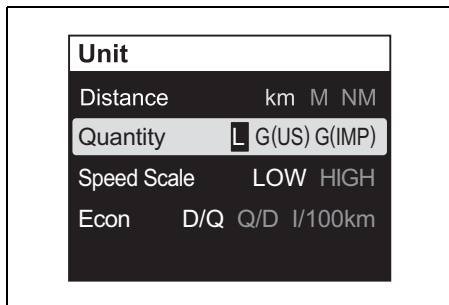 Unit
Distance km M NM
Quantity L G(US) G(IMP)
Speed Scale LOW HIGH
Econ D/Q Q/D l/100km